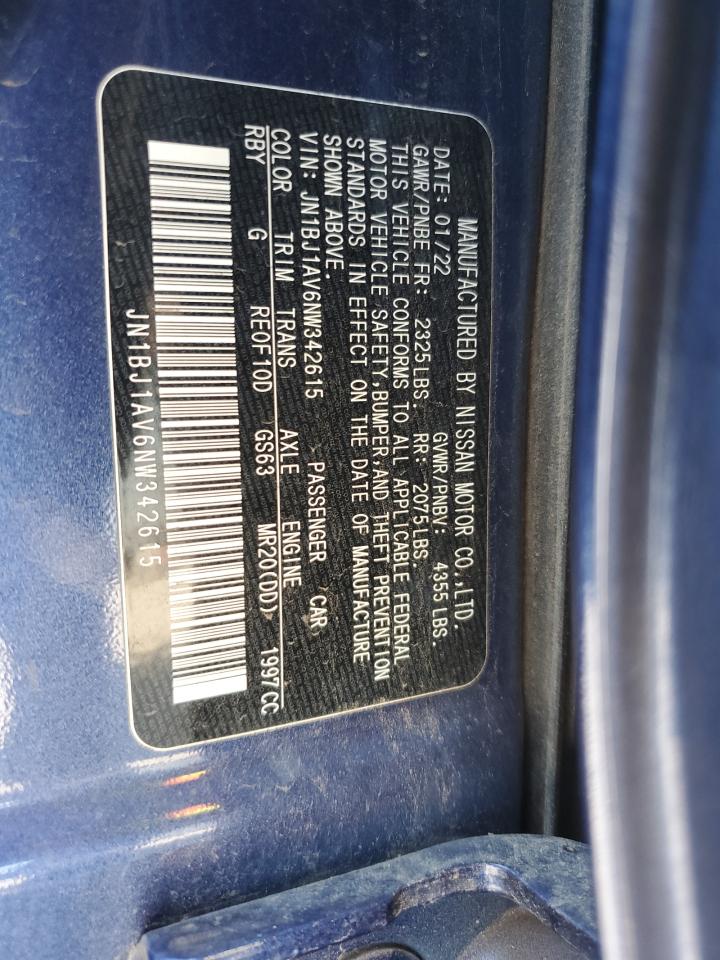 MANUFACTURED BY NISSAN MOTOR CO.,LTD.
DATE: 01/22 GVWR/PNBV: 4355 LBS.
GAWR/PNBE FR: 2325LBS. RR: 2075LBS.
THIS VEHICLE CONFORMS TO ALL APPLICABLE FEDERAL
MOTOR VEHICLE SAFETY,BUMPER,AND THEFT PREVENTION
STANDARDS IN EFFECT ON THE DATE OF MANUFACTURE
SHOWN ABOVE.
VIN: JN1BJ1AV6NW342615 PASSENGER CAR
COLOR TRIM TRANS AXLE ENGINE
RBY G RE0F10D GS63 MR20(DD) 1997CC
JN1BJ1AV6NW342615